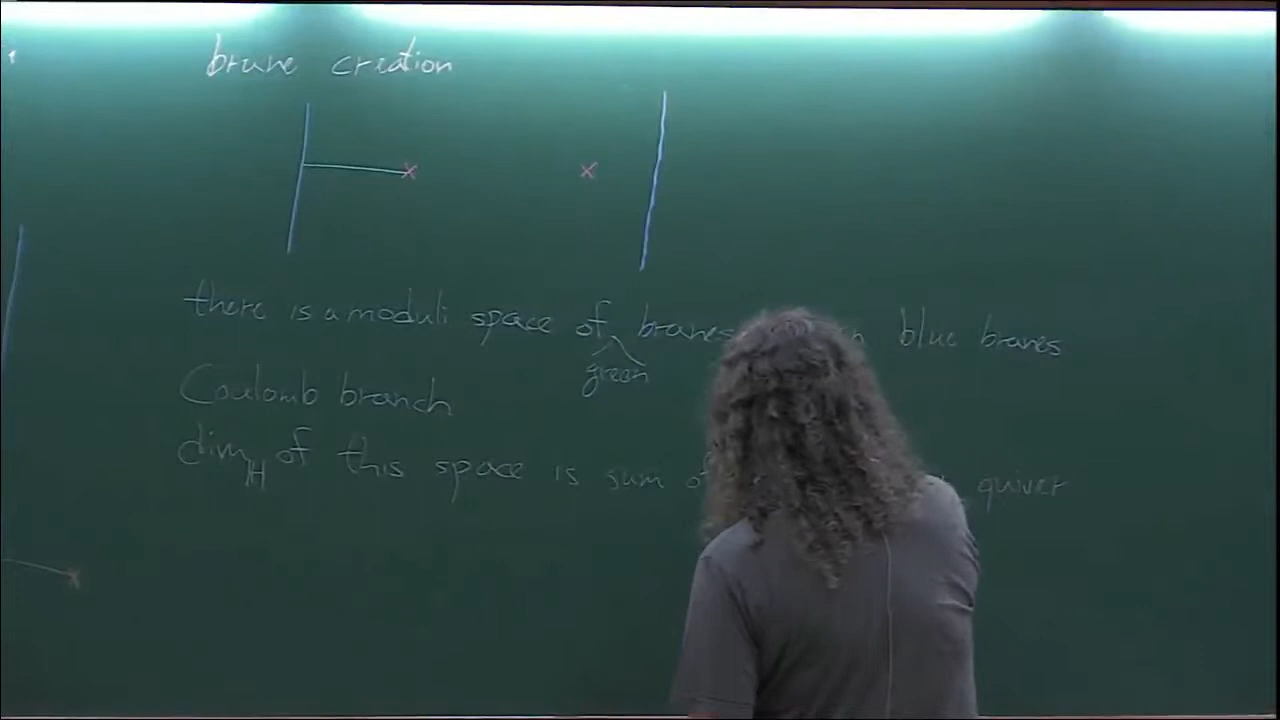 brane creation
there is a moduli space of branes blue branes
green
Coulomb branch
dim H of this space is sum of quiver